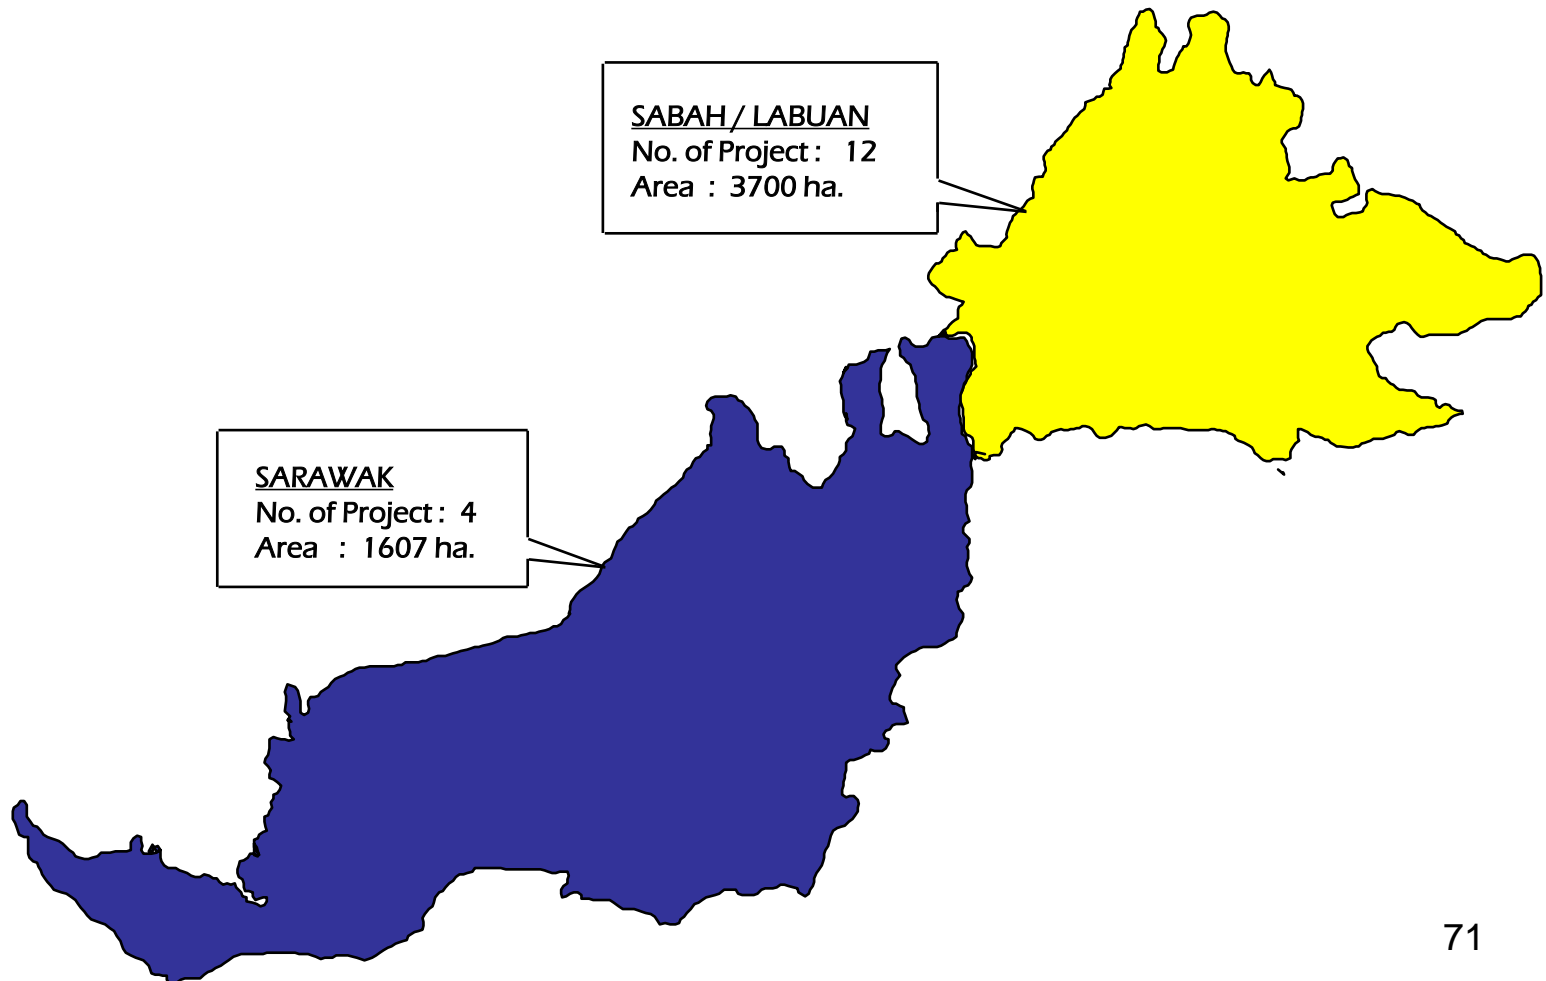 SABAH / LABUAN
No. of Project : 12
Area : 3700 ha.
SARAWAK
No. of Project : 4
Area : 1607 ha.
71